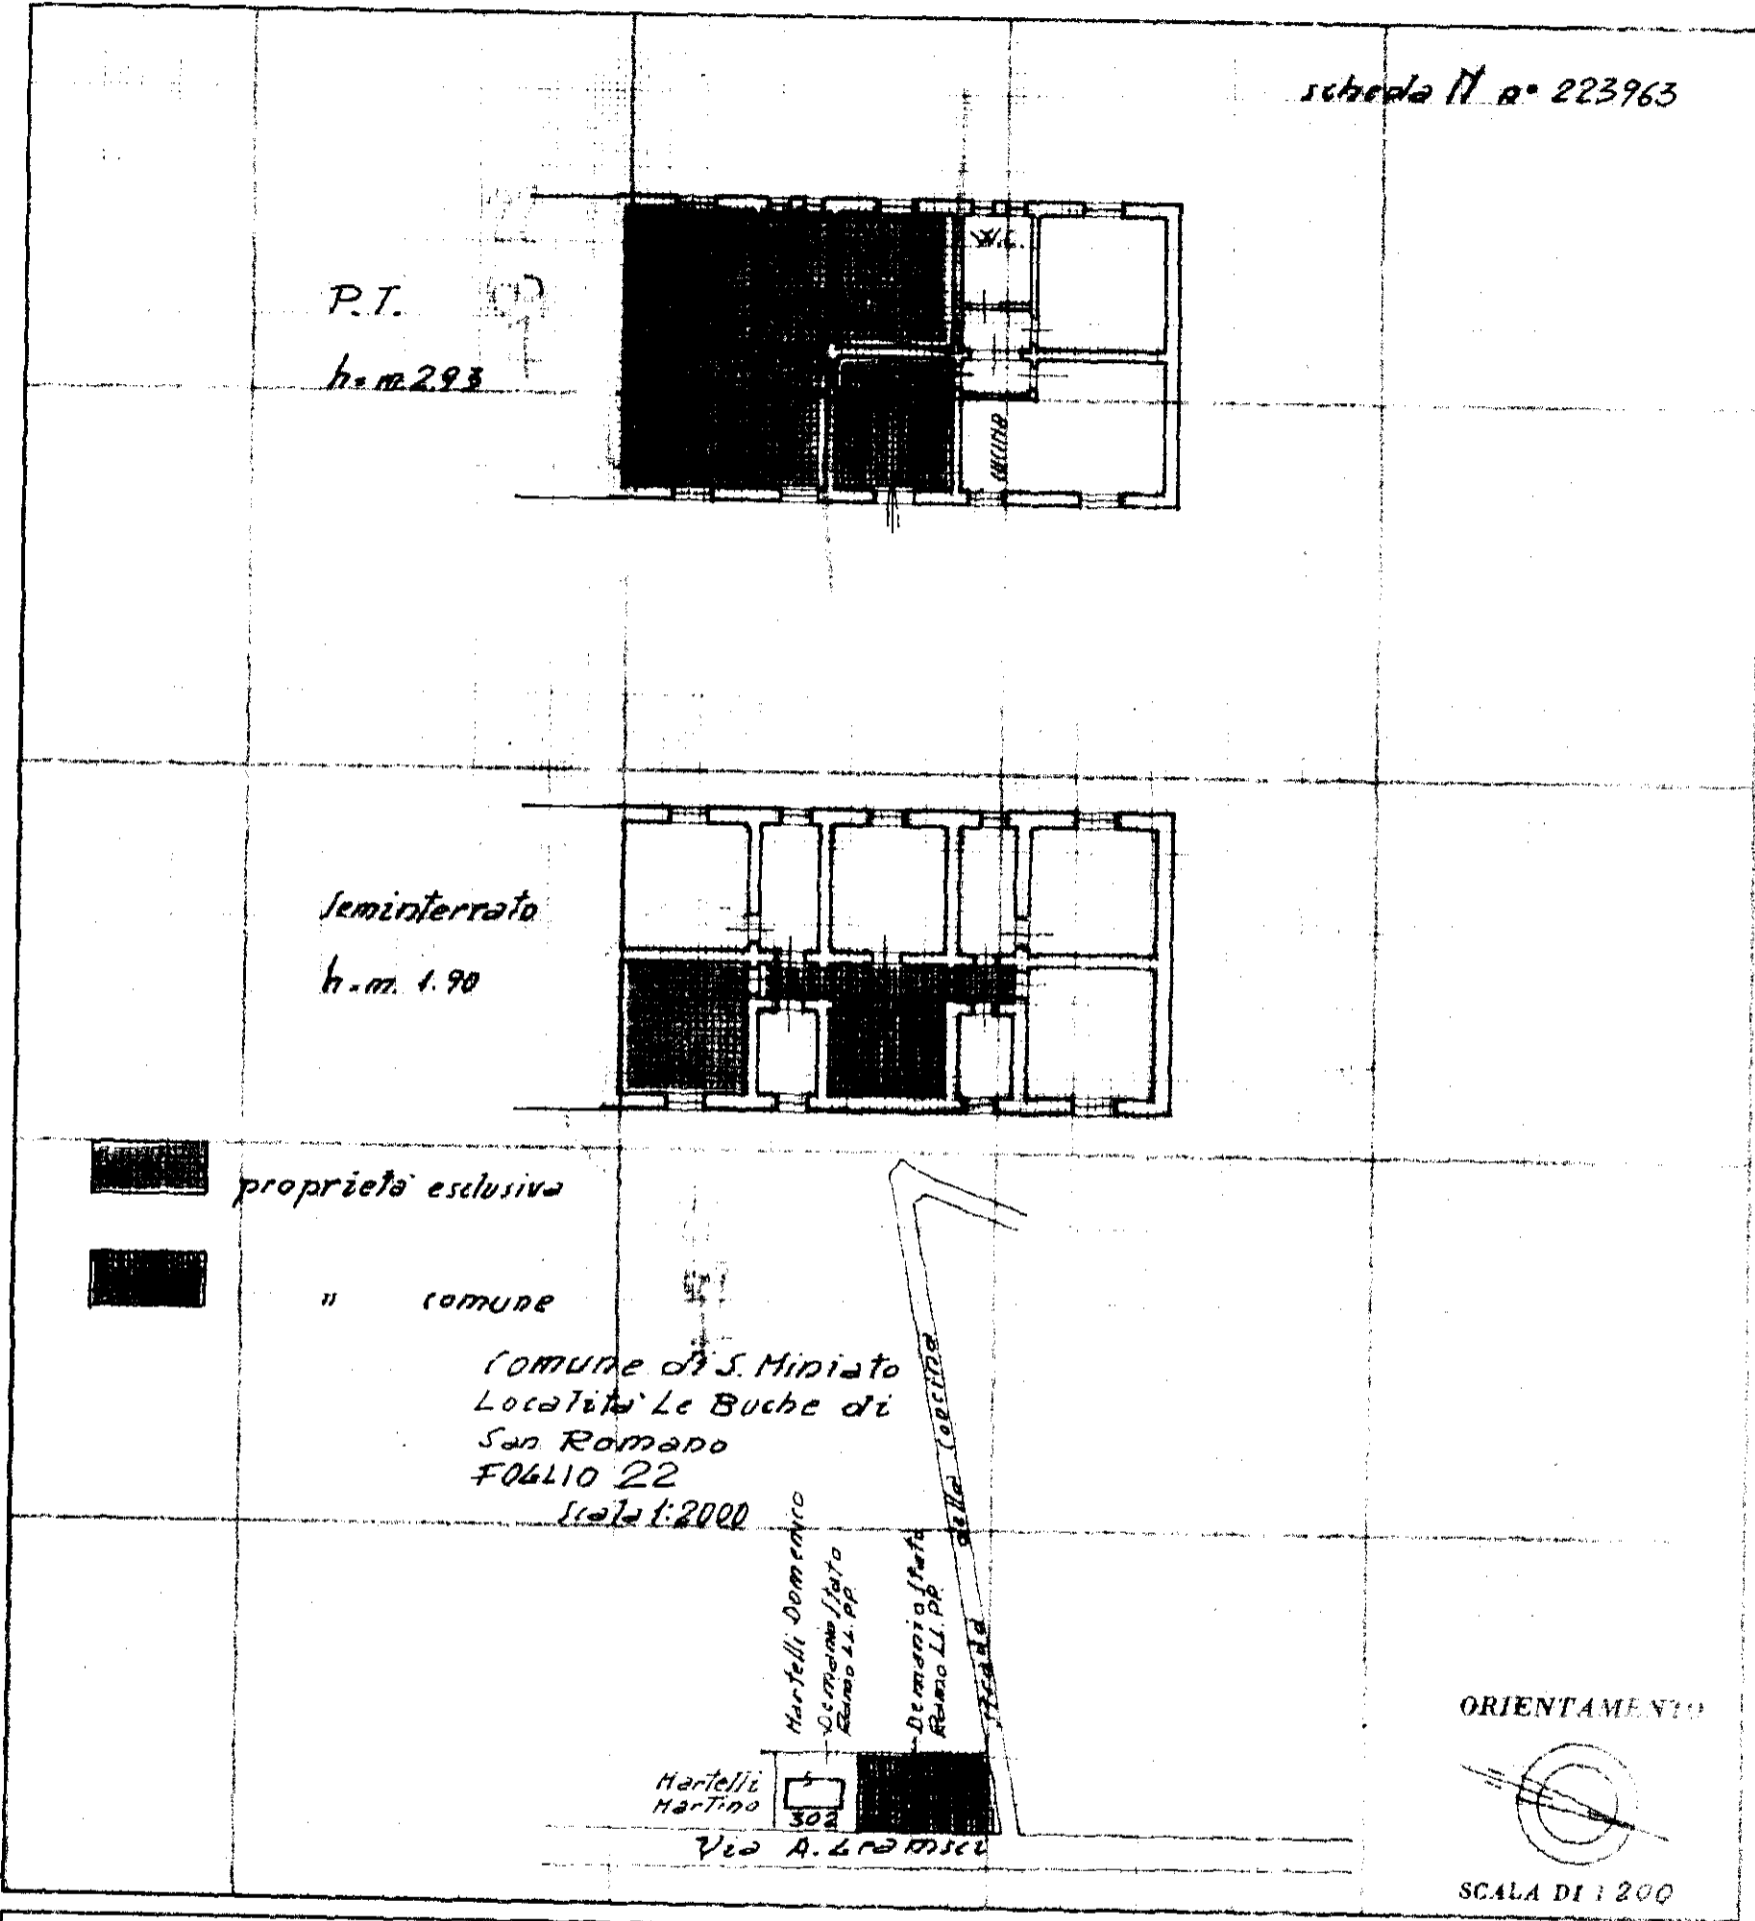 scheda N n° 223963
P.T.
h=m 2.93
W.C.
cucina
seminterrato
h=m. 1.90
proprietà esclusiva
" comune
Comune di S. Miniato
Località Le Buche di
San Romano
FOGLIO 22
Scala 1:2000
Strada della
Martelli Domenico
Demanio Stato
Ramo LL.PP.
Demanio Stato
Ramo LL.PP.
Martelli
Martino
302
Via A. Gramsci
ORIENTAMENTO
SCALA DI 1 200